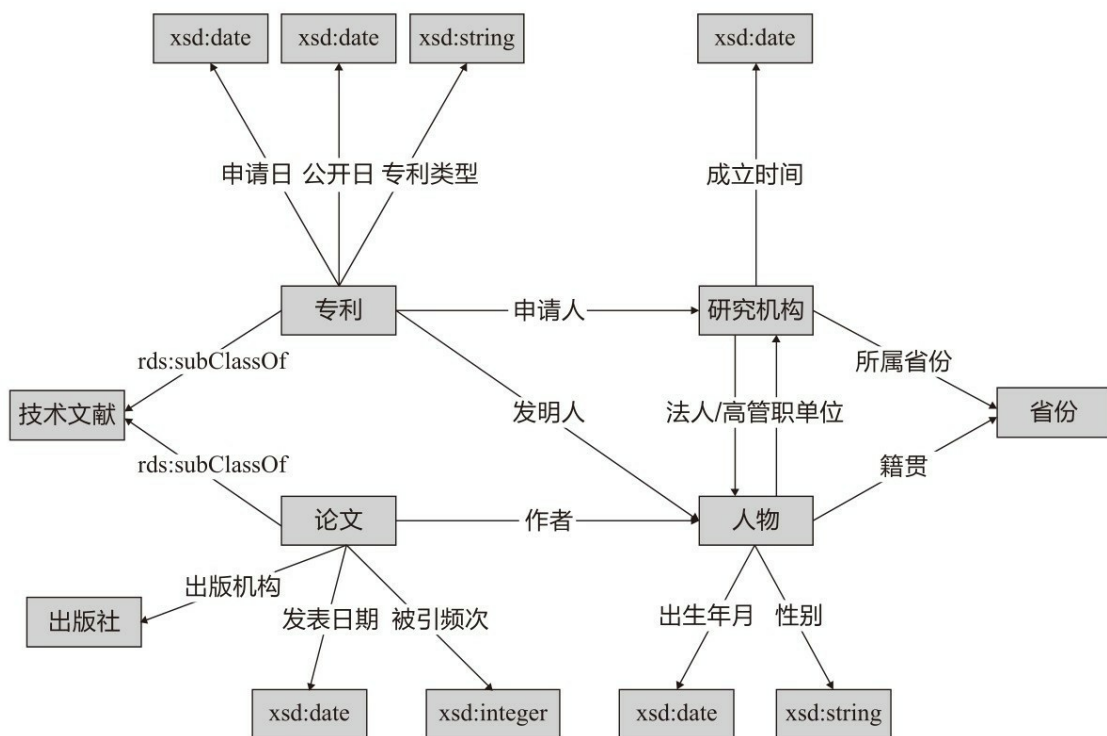 xsd:date
xsd:date
xsd:string
xsd:date
申请日
公开日
专利类型
成立时间
专利
申请人
研究机构
rds:subClassOf
所属省份
技术文献
发明人
法人/高管职单位
省份
rds:subClassOf
籍贯
论文
作者
人物
出版机构
出版社
发表日期
被引频次
出生年月
性别
xsd:date
xsd:integer
xsd:date
xsd:string